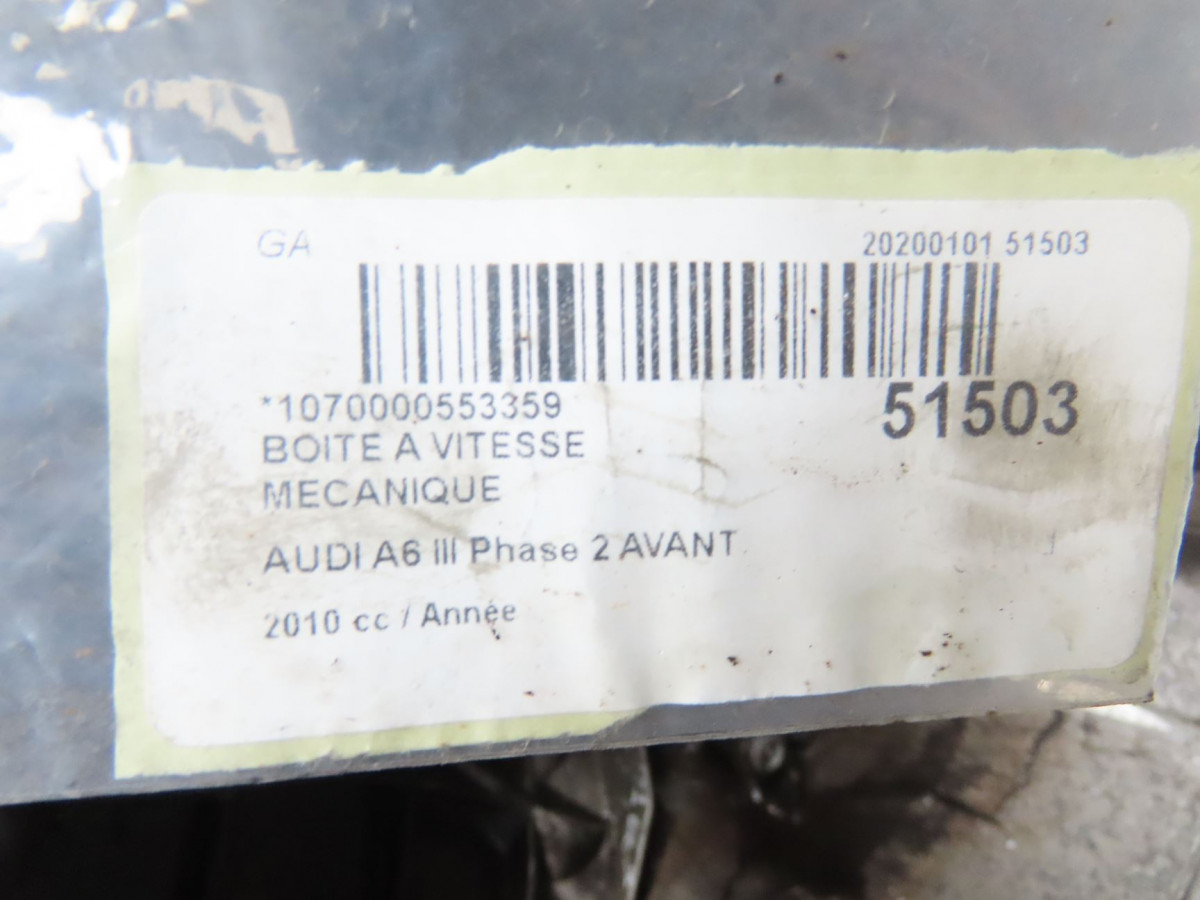 GA 20200101 51503
*1070000553359 51503
BOITE A VITESSE
MECANIQUE
AUDI A6 III Phase 2 AVANT
2010 cc / Année